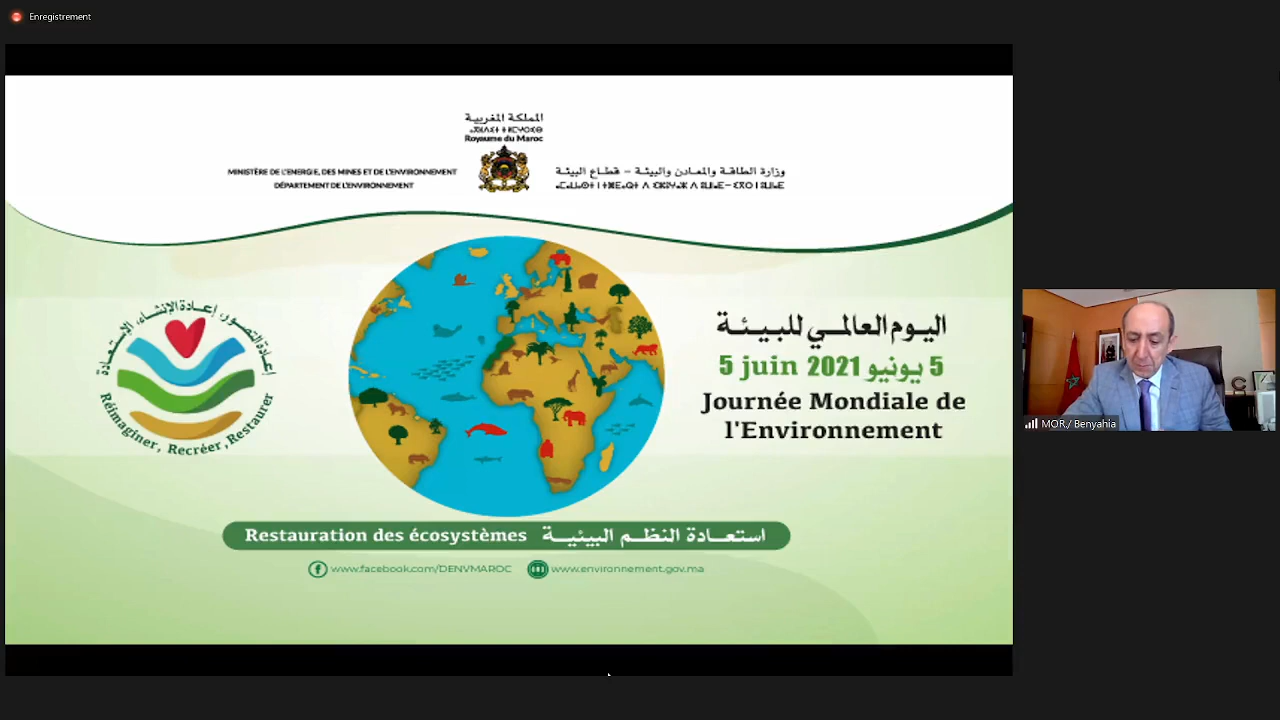 Enregistrement
المملكة المغربية
ⵜⴰⴳⵍⴷⵉⵜ ⵏ ⵍⵎⵖⵔⵉⴱ
Royaume du Maroc
MINISTÈRE DE L'ENERGIE, DES MINES ET DE L'ENVIRONNEMENT
DÉPARTEMENT DE L'ENVIRONNEMENT
وزارة الطاقة والمعادن والبيئة – قطاع البيئة
إعادة التصور، إعادة الإنشاء، الإستعادة
Réimaginer, Recréer, Restaurer
اليوم العالمي للبيئة
5 juin 2021 يونيو 5
Journée Mondiale de
l'Environnement
MOR./ Benyahia
Restauration des écosystèmes استعادة النظم البيئية
www.facebook.com/DENVMAROC www.environnement.gov.ma